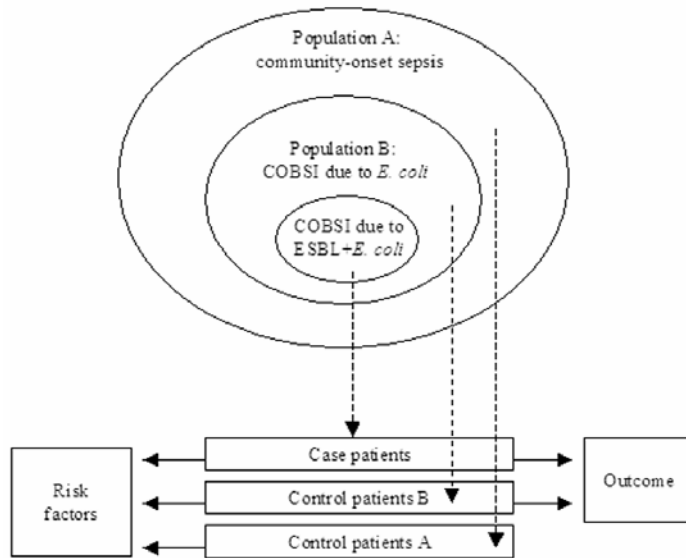 Population A:
community-onset sepsis
Population B:
COBSI due to E. coli
COBSI due to
ESBL+E. coli
Case patients
Control patients B
Control patients A
Risk
factors
Outcome